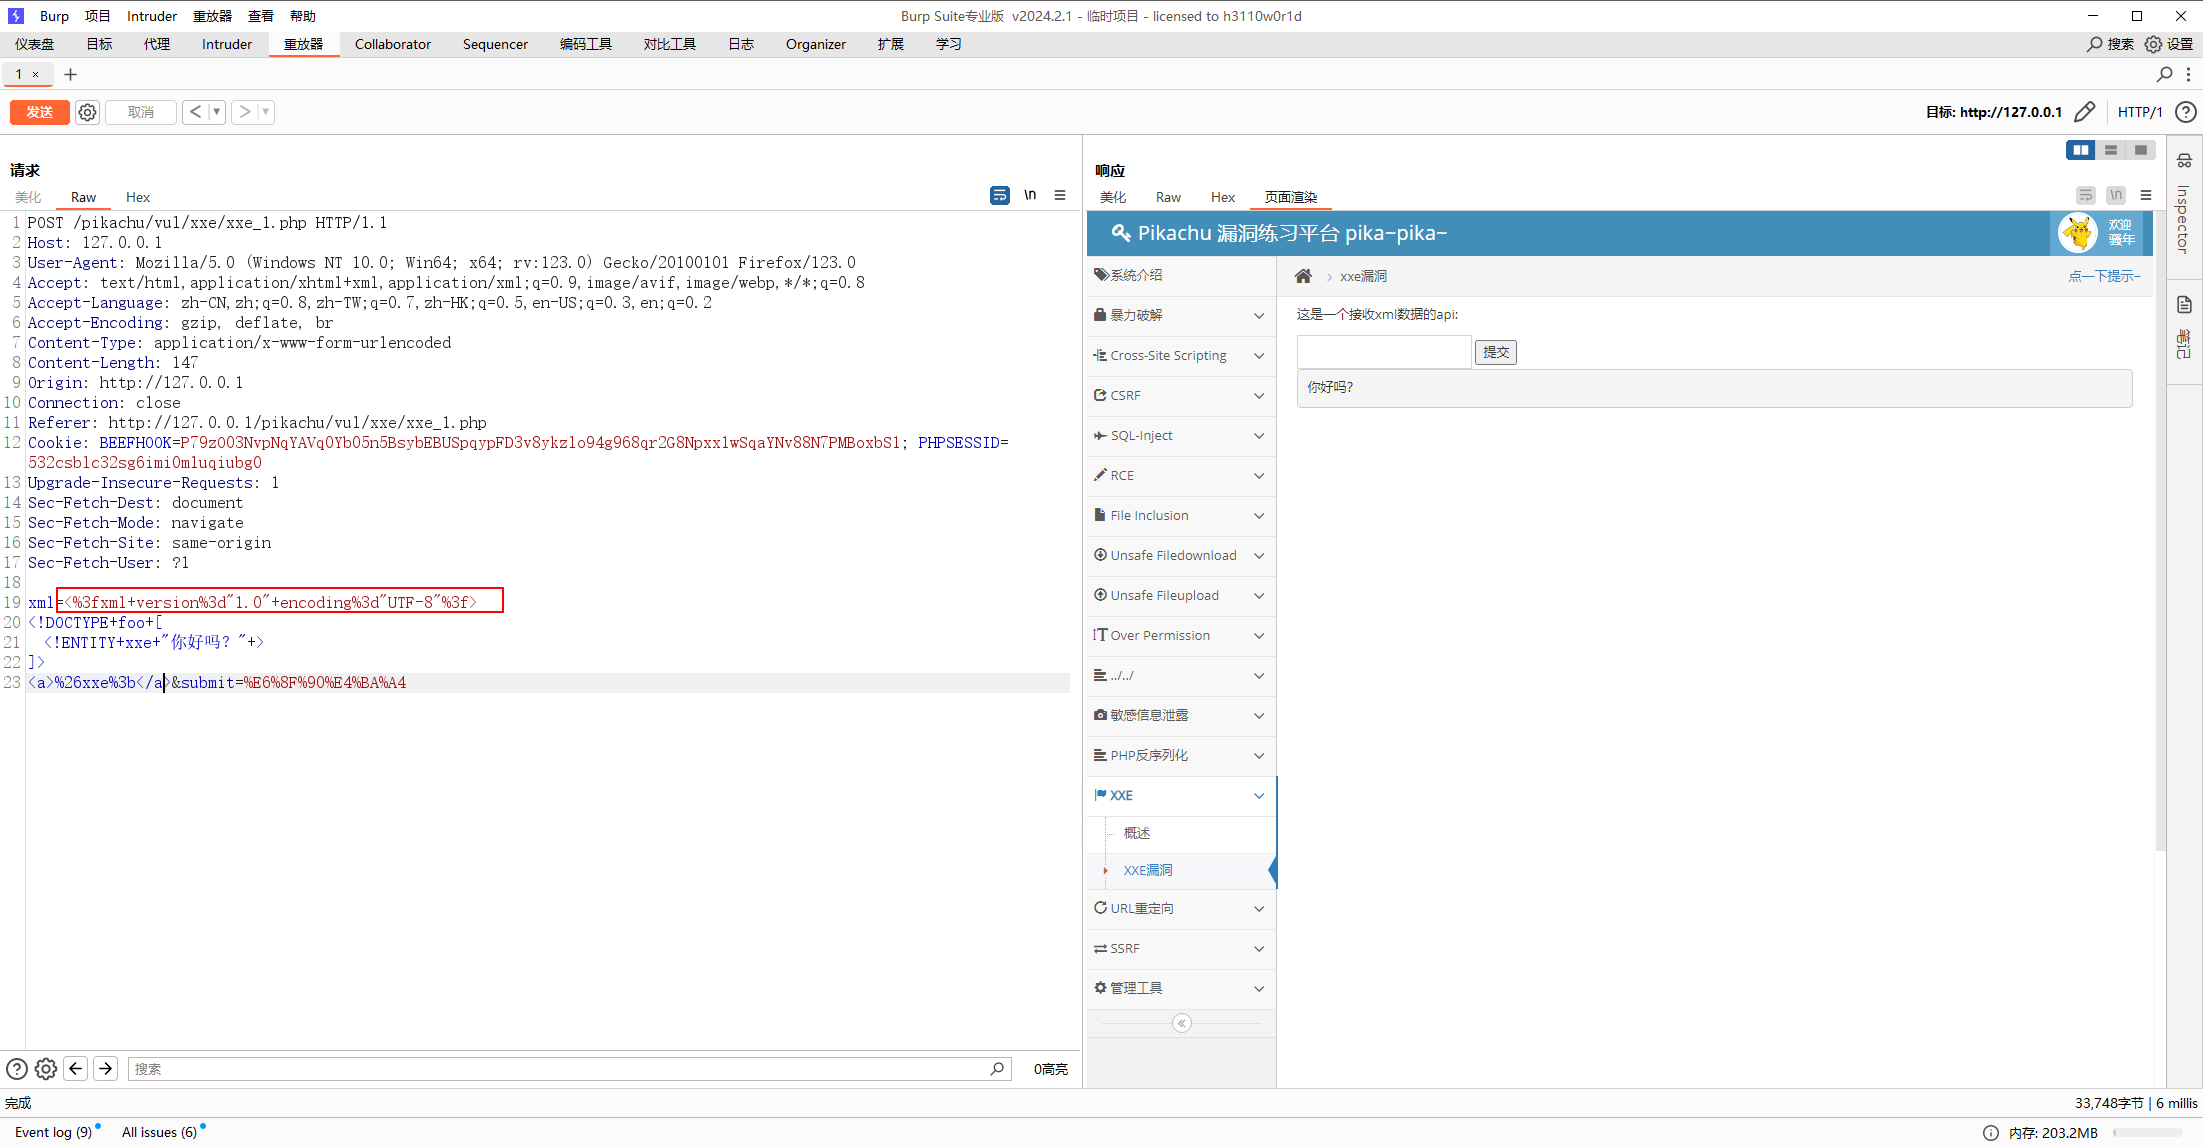 Burp 项目 Intruder 重放器 查看 帮助
Burp Suite专业版 v2024.2.1 - 临时项目 - licensed to h3110w0r1d
仪表盘 目标 代理 Intruder 重放器 Collaborator Sequencer 编码工具 对比工具 日志 Organizer 扩展 学习
搜索 设置
1 × +
发送 取消 < >
目标: http://127.0.0.1 HTTP/1
请求
美化 Raw Hex
\n
1 POST /pikachu/vul/xxe/xxe_1.php HTTP/1.1
2 Host: 127.0.0.1
3 User-Agent: Mozilla/5.0 (Windows NT 10.0; Win64; x64; rv:123.0) Gecko/20100101 Firefox/123.0
4 Accept: text/html,application/xhtml+xml,application/xml;q=0.9,image/avif,image/webp,*/*;q=0.8
5 Accept-Language: zh-CN,zh;q=0.8,zh-TW;q=0.7,zh-HK;q=0.5,en-US;q=0.3,en;q=0.2
6 Accept-Encoding: gzip, deflate, br
7 Content-Type: application/x-www-form-urlencoded
8 Content-Length: 147
9 Origin: http://127.0.0.1
10 Connection: close
11 Referer: http://127.0.0.1/pikachu/vul/xxe/xxe_1.php
12 Cookie: BEEFHOOK=P79z0O3NvpNqYAVq0Yb05n5BsybEBUSpqypFD3v8ykzlo94g968qr2G8Npxx1wSqaYNv88N7PMBoxbS1; PHPSESSID=
532csblc32sg6imi0mluqiubg0
13 Upgrade-Insecure-Requests: 1
14 Sec-Fetch-Dest: document
15 Sec-Fetch-Mode: navigate
16 Sec-Fetch-Site: same-origin
17 Sec-Fetch-User: ?1
18
19 xml=<%3fxml+version%3d"1.0"+encoding%3d"UTF-8"%3f>
20 <!DOCTYPE+foo+[
21 <!ENTITY+xxe+"你好吗？"+>
22 ]>
23 <a>%26xxe%3b</a>&submit=%E6%8F%90%E4%BA%A4
搜索
0高亮
响应
美化 Raw Hex 页面渲染
\n
Pikachu 漏洞练习平台 pika~pika~
欢迎
骚年
系统介绍
暴力破解
Cross-Site Scripting
CSRF
SQL-Inject
RCE
File Inclusion
Unsafe Filedownload
Unsafe Fileupload
Over Permission
../../
敏感信息泄露
PHP反序列化
XXE
概述
XXE漏洞
URL重定向
SSRF
管理工具
xxe漏洞
点一下提示~
这是一个接收xml数据的api:
提交
你好吗？
Inspector
笔记
完成
33,748字节 | 6 millis
Event log (9) All issues (6)
内存: 203.2MB